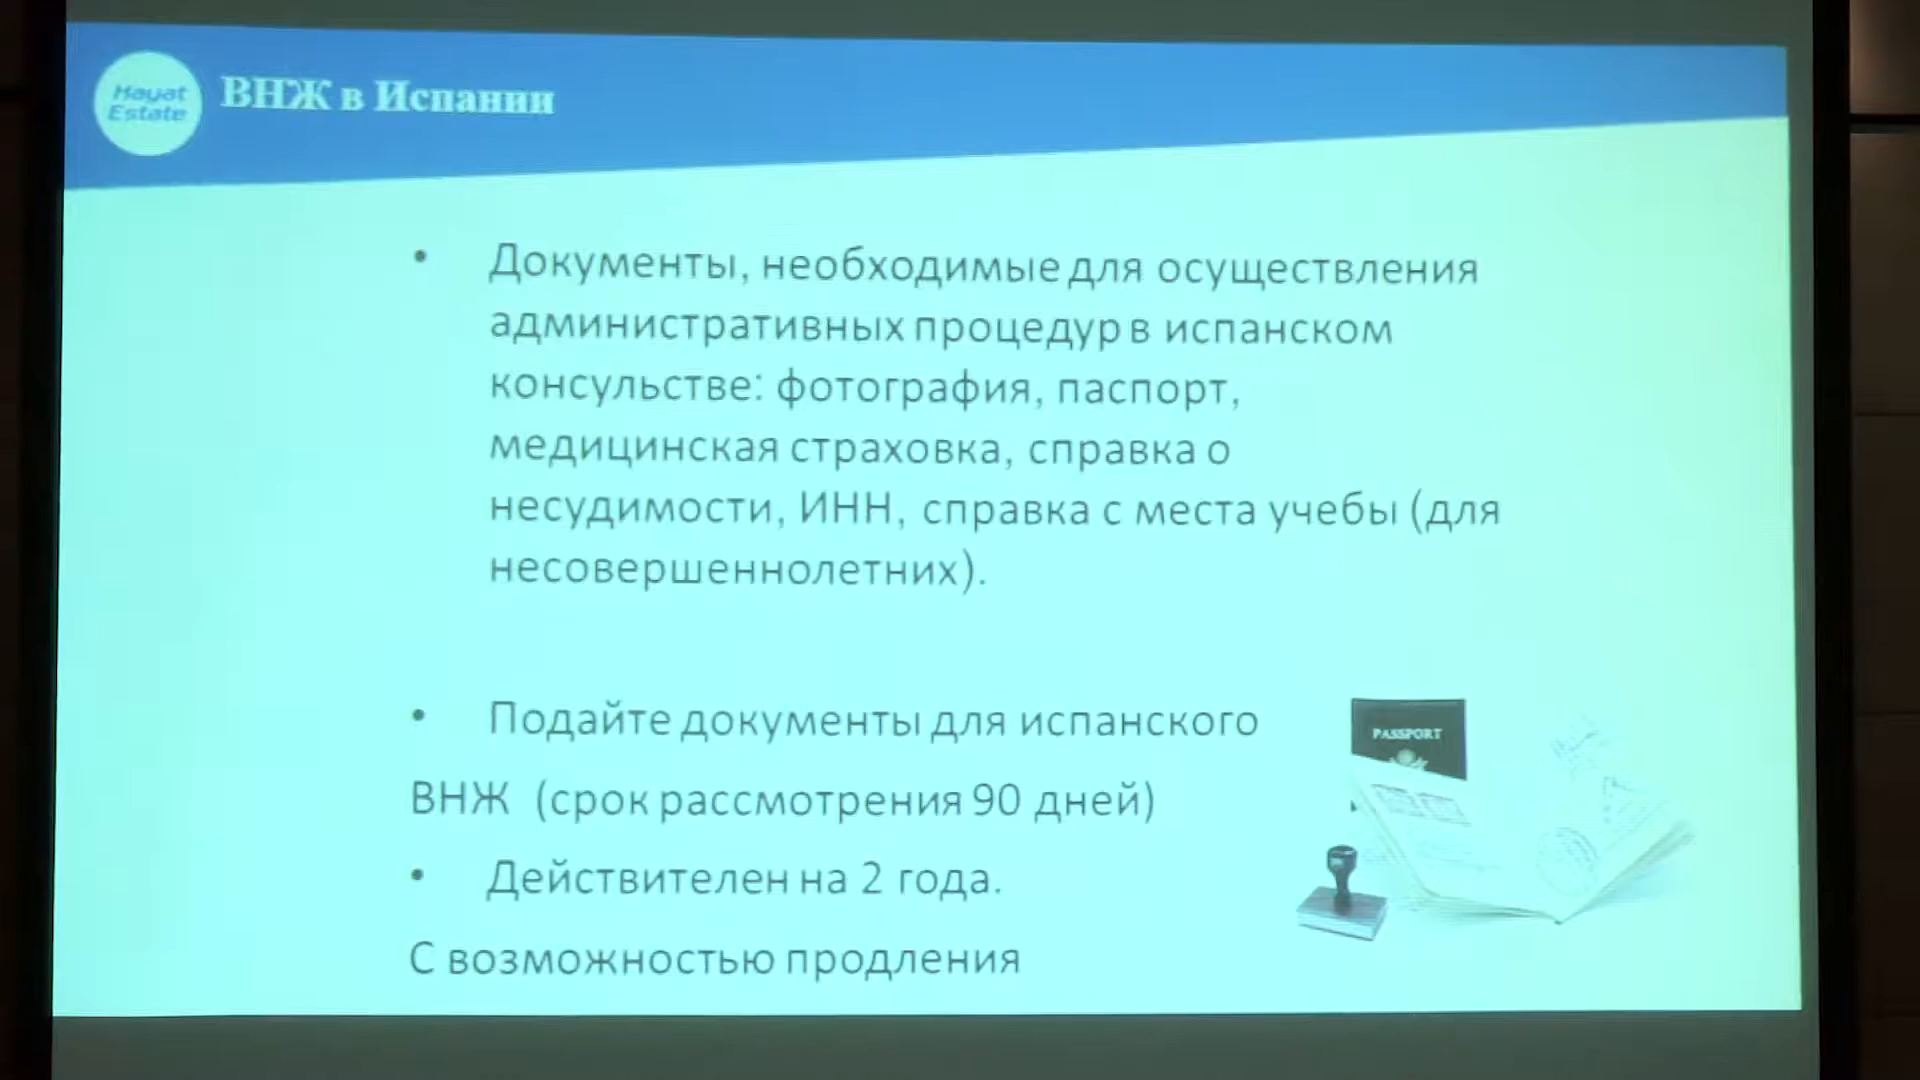 Hayat
Estate
ВНЖ в Испании
• Документы, необходимые для осуществления
административных процедур в испанском
консульстве: фотография, паспорт,
медицинская страховка, справка о
несудимости, ИНН, справка с места учебы (для
несовершеннолетних).
• Подайте документы для испанского
ВНЖ (срок рассмотрения 90 дней)
• Действителен на 2 года.
С возможностью продления
PASSPORT